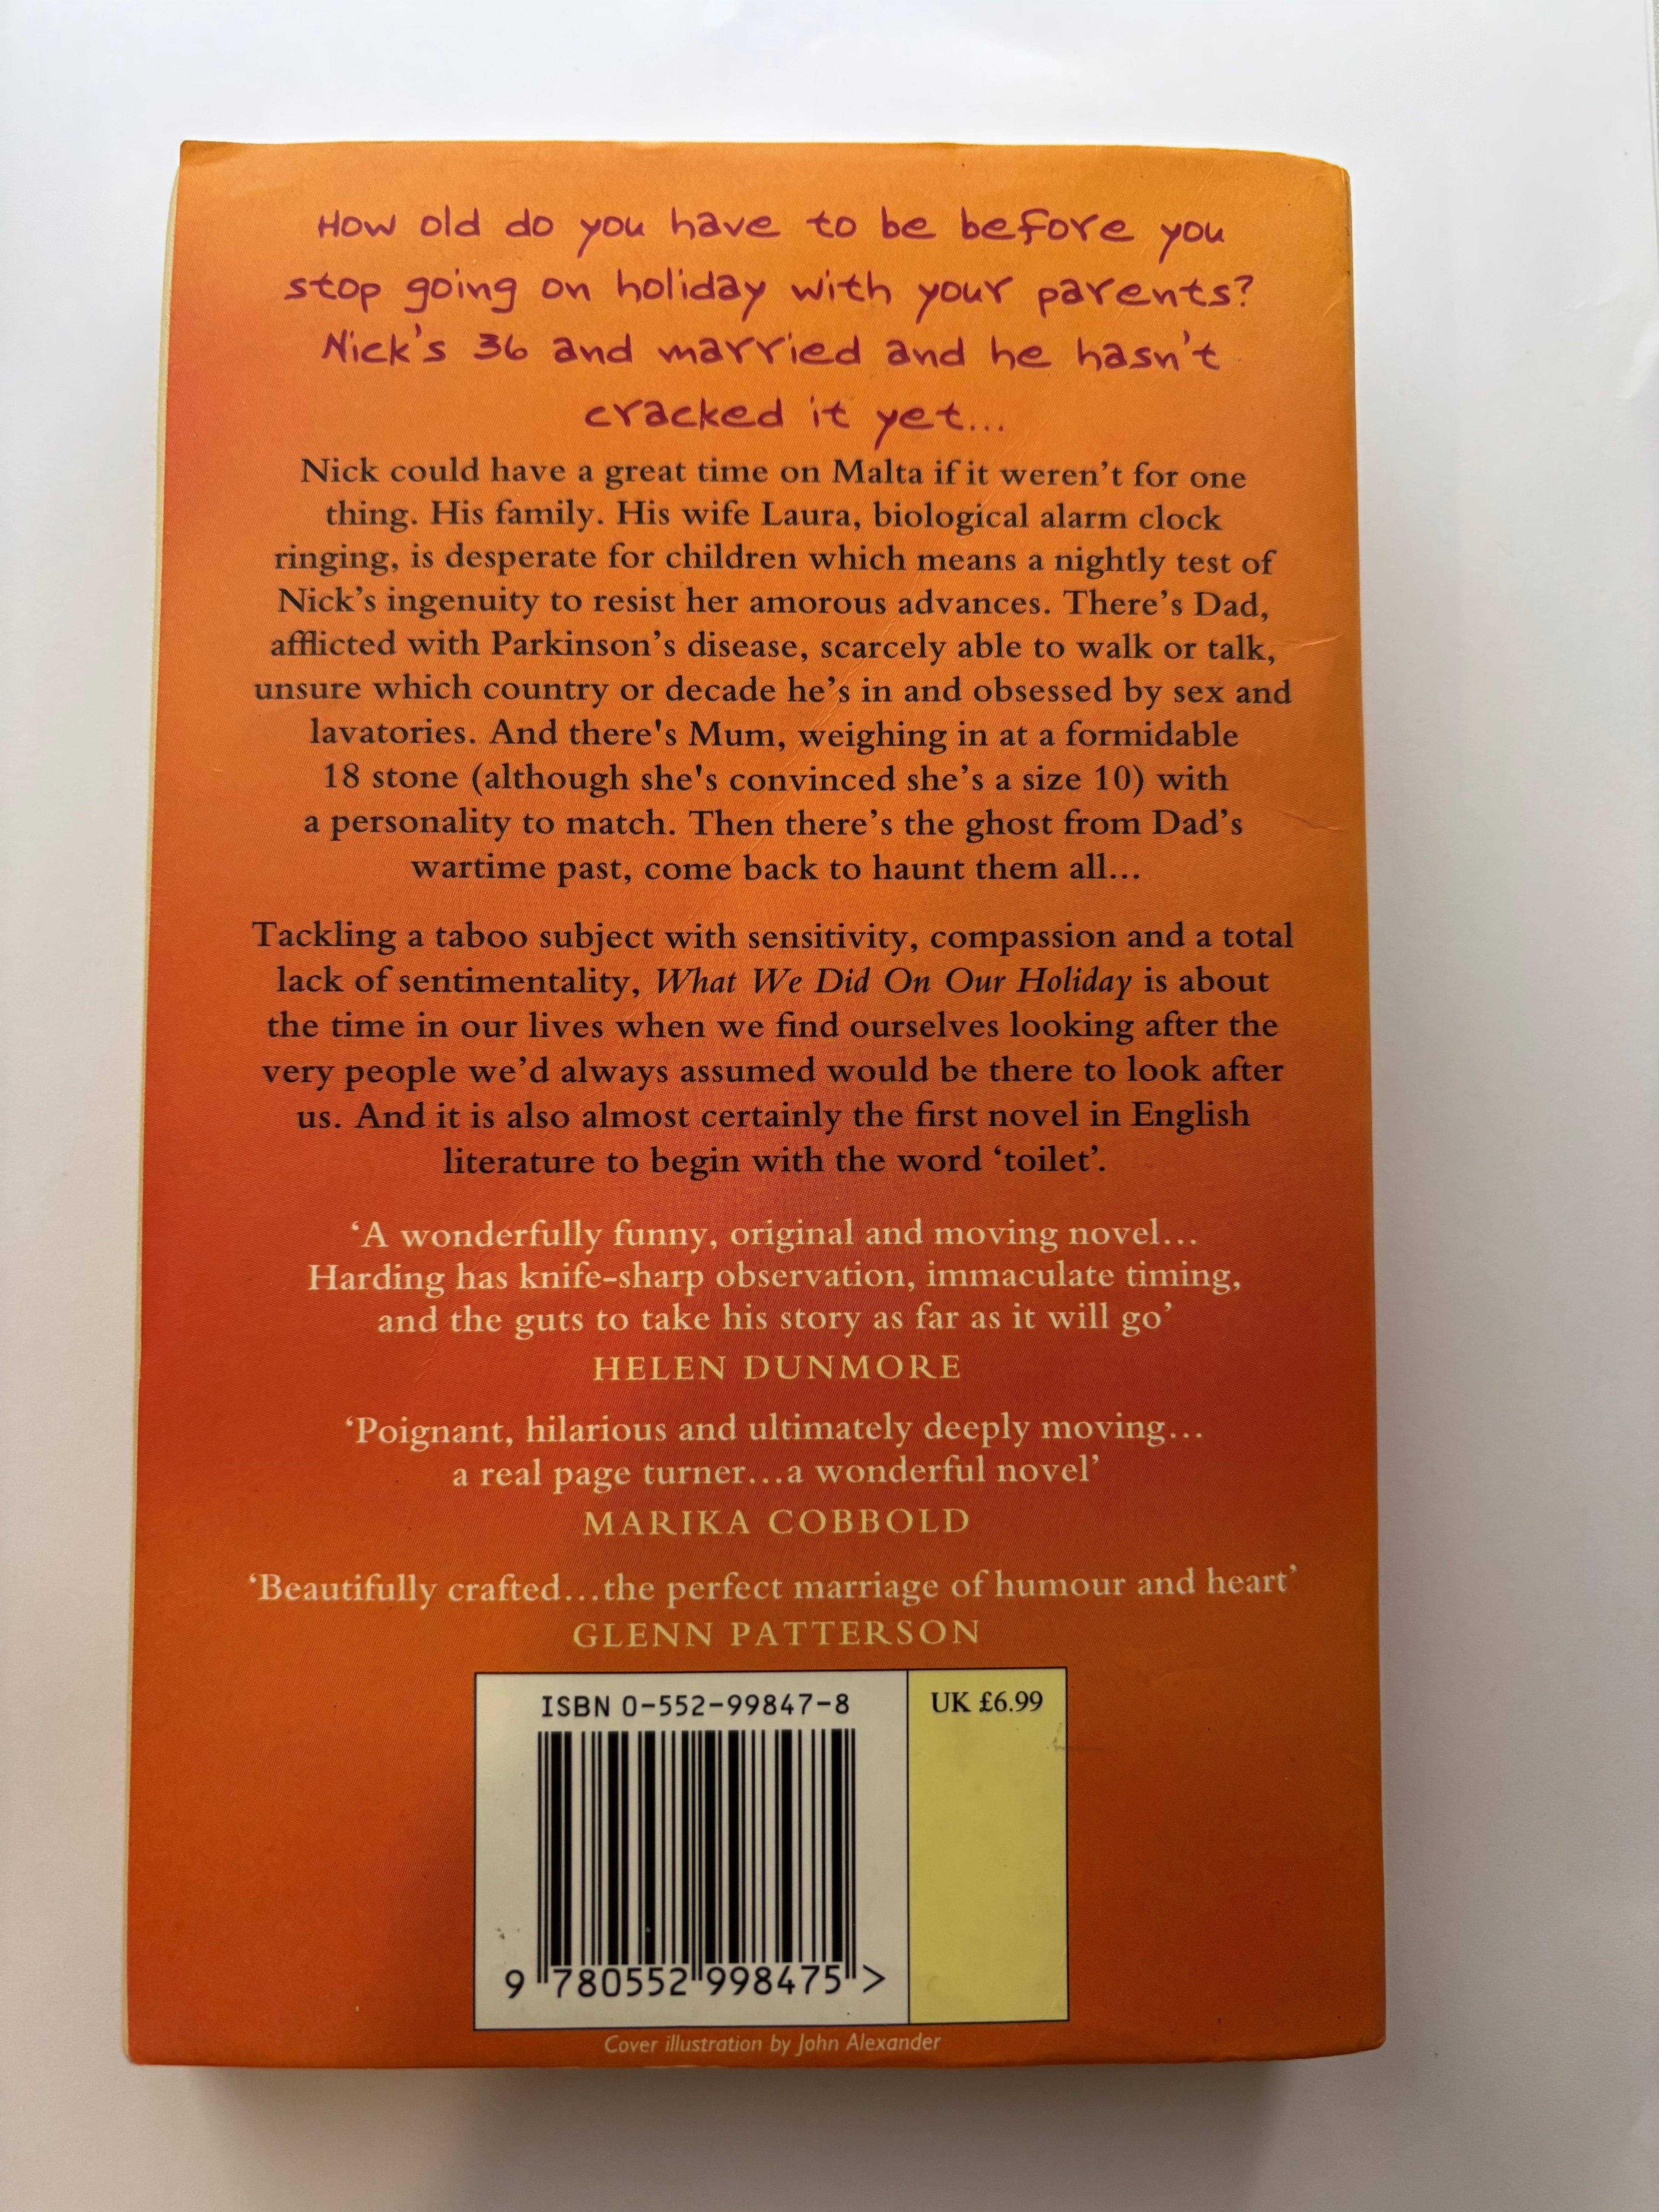 How old do you have to be before you
stop going on holiday with your parents?
Nick's 36 and married and he hasn't
cracked it yet...
Nick could have a great time on Malta if it weren't for one
thing. His family. His wife Laura, biological alarm clock
ringing, is desperate for children which means a nightly test of
Nick's ingenuity to resist her amorous advances. There's Dad,
afflicted with Parkinson's disease, scarcely able to walk or talk,
unsure which country or decade he's in and obsessed by sex and
lavatories. And there's Mum, weighing in at a formidable
18 stone (although she's convinced she's a size 10) with
a personality to match. Then there's the ghost from Dad's
wartime past, come back to haunt them all...
Tackling a taboo subject with sensitivity, compassion and a total
lack of sentimentality, What We Did On Our Holiday is about
the time in our lives when we find ourselves looking after the
very people we'd always assumed would be there to look after
us. And it is also almost certainly the first novel in English
literature to begin with the word ‘toilet’.
‘A wonderfully funny, original and moving novel...
Harding has knife-sharp observation, immaculate timing,
and the guts to take his story as far as it will go’
HELEN DUNMORE
‘Poignant, hilarious and ultimately deeply moving...
a real page turner...a wonderful novel’
MARIKA COBBOLD
‘Beautifully crafted...the perfect marriage of humour and heart’
GLENN PATTERSON
ISBN 0-552-99847-8
UK £6.99
9 780552 998475 >
Cover illustration by John Alexander